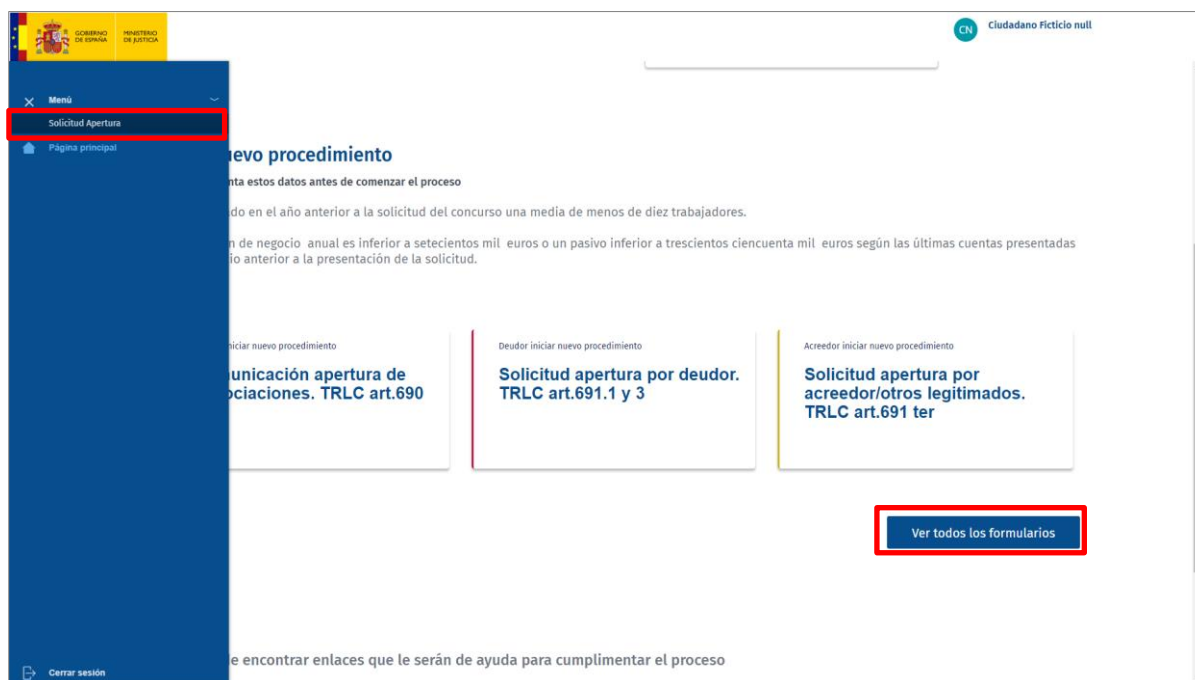 GOBIERNO DE ESPAÑA
MINISTERIO DE JUSTICIA
CN
Ciudadano Ficticio null
Menú
Solicitud Apertura
Página principal
evo procedimiento
nta estos datos antes de comenzar el proceso
do en el año anterior a la solicitud del concurso una media de menos de diez trabajadores.
n de negocio anual es inferior a setecientos mil euros o un pasivo inferior a trescientos ciencuenta mil euros según las últimas cuentas presentadas
io anterior a la presentación de la solicitud.
niciar nuevo procedimiento
unicación apertura de
ociaciones. TRLC art.690
Deudor iniciar nuevo procedimiento
Solicitud apertura por deudor.
TRLC art.691.1 y 3
Acreedor iniciar nuevo procedimiento
Solicitud apertura por
acreedor/otros legitimados.
TRLC art.691 ter
Ver todos los formularios
e encontrar enlaces que le serán de ayuda para cumplimentar el proceso
Cerrar sesión